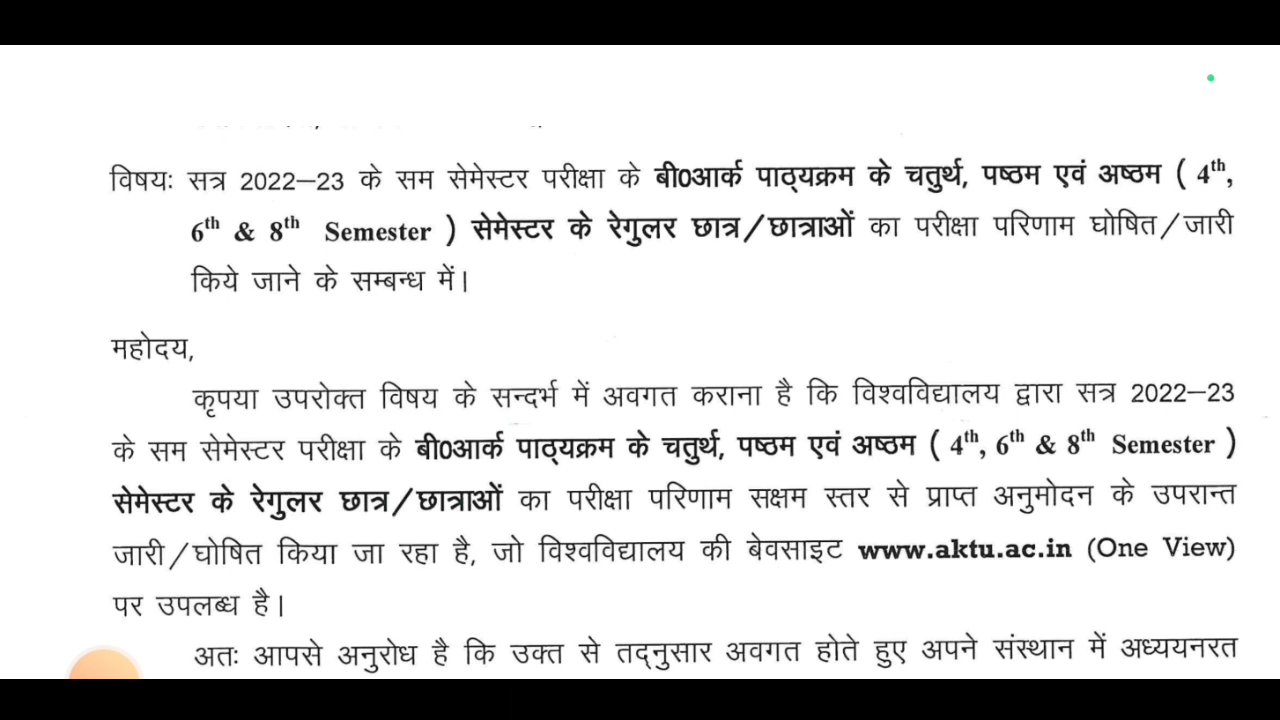 विषयः सत्र 2022–23 के सम सेमेस्टर परीक्षा के बी0आर्क पाठ्यक्रम के चतुर्थ, षष्ठम एवं अष्ठम ( 4th,
6th & 8th Semester ) सेमेस्टर के रेगुलर छात्र/छात्राओं का परीक्षा परिणाम घोषित/जारी
किये जाने के सम्बन्ध में।
महोदय,
कृपया उपरोक्त विषय के सन्दर्भ में अवगत कराना है कि विश्वविद्यालय द्वारा सत्र 2022–23
के सम सेमेस्टर परीक्षा के बी0आर्क पाठ्यक्रम के चतुर्थ, षष्ठम एवं अष्ठम ( 4th, 6th & 8th Semester )
सेमेस्टर के रेगुलर छात्र/छात्राओं का परीक्षा परिणाम सक्षम स्तर से प्राप्त अनुमोदन के उपरान्त
जारी/घोषित किया जा रहा है, जो विश्वविद्यालय की बेवसाइट www.aktu.ac.in (One View)
पर उपलब्ध है।
अतः आपसे अनुरोध है कि उक्त से तद्नुसार अवगत होते हुए अपने संस्थान में अध्ययनरत